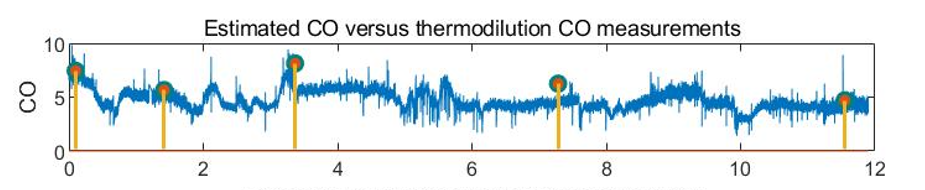 Estimated CO versus thermodilution CO measurements
10
5
0
CO
0 2 4 6 8 10 12